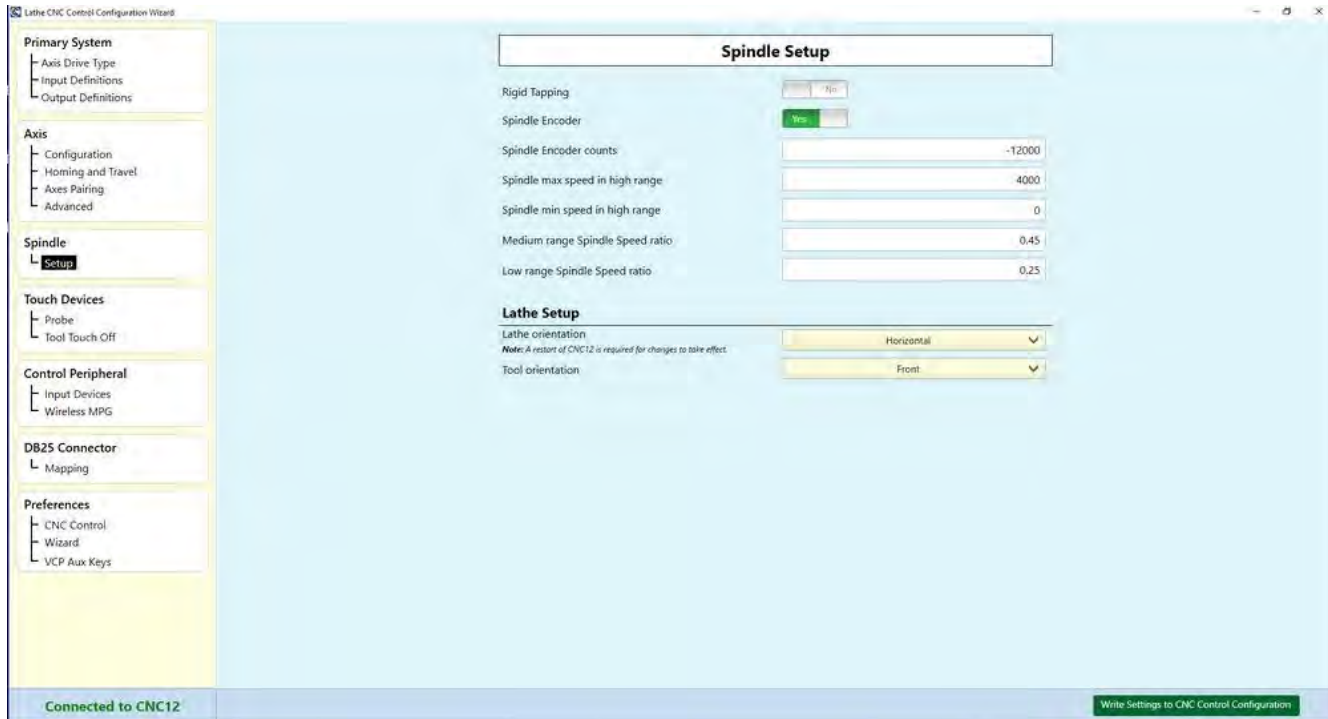 Lathe CNC Control Configuration Wizard
Primary System
Axis Drive Type
Input Definitions
Output Definitions
Axis
Configuration
Homing and Travel
Axes Pairing
Advanced
Spindle
Setup
Touch Devices
Probe
Tool Touch Off
Control Peripheral
Input Devices
Wireless MPG
DB25 Connector
Mapping
Preferences
CNC Control
Wizard
VCP Aux Keys
Connected to CNC12
Spindle Setup
Rigid Tapping No
Spindle Encoder Yes
Spindle Encoder counts -12000
Spindle max speed in high range 4000
Spindle min speed in high range 0
Medium range Spindle Speed ratio 0.45
Low range Spindle Speed ratio 0.25
Lathe Setup
Lathe orientation Horizontal
Note: A restart of CNC12 is required for changes to take effect.
Tool orientation Front
Write Settings to CNC Control Configuration